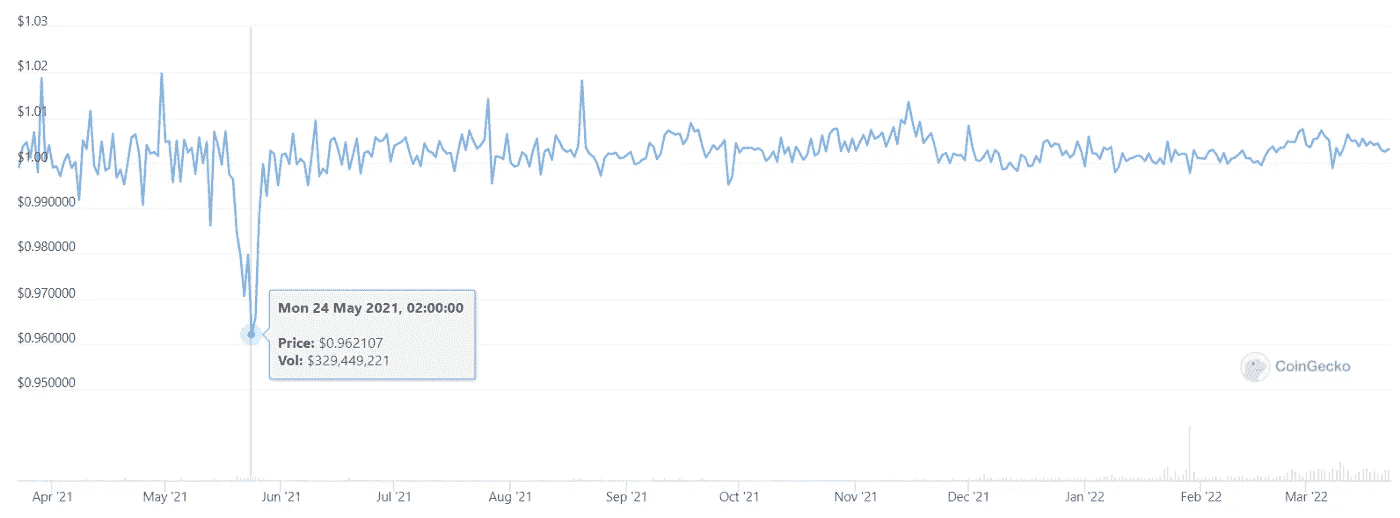 $1.03
$1.02
$1.01
$1.00
$0.990000
$0.980000
$0.970000
$0.960000
$0.950000
Mon 24 May 2021, 02:00:00
Price: $0.962107
Vol: $329,449,221
CoinGecko
Apr '21 May '21 Jun '21 Jul '21 Aug '21 Sep '21 Oct '21 Nov '21 Dec '21 Jan '22 Feb '22 Mar '22